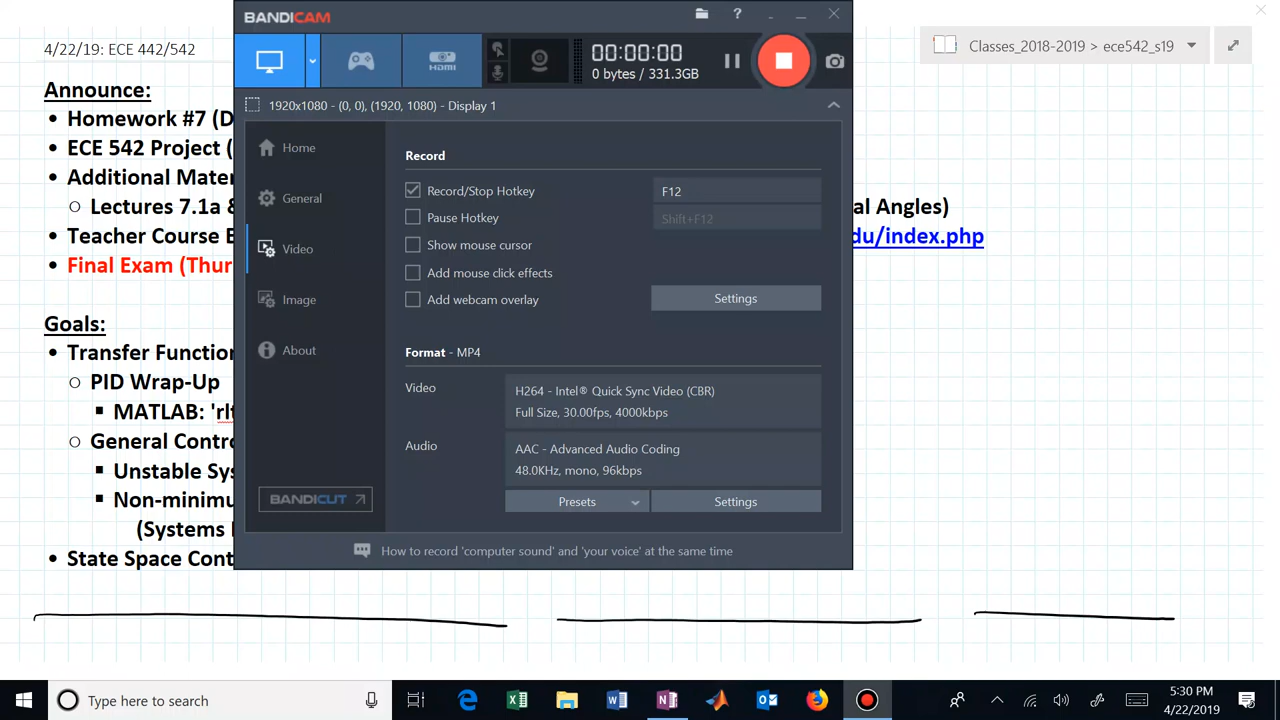 4/22/19: ECE 442/542
Announce:
• Homework #7 (D
• ECE 542 Project (
• Additional Mater
○ Lectures 7.1a &
al Angles)
• Teacher Course E
du/index.php
• Final Exam (Thur
Goals:
• Transfer Function
○ PID Wrap-Up
▪ MATLAB: 'rlt
○ General Contro
▪ Unstable Sys
▪ Non-minimu
(Systems
• State Space Cont
BANDICAM
?
00:00:00
0 bytes / 331.3GB
HDMI
1920x1080 - (0, 0), (1920, 1080) - Display 1
Home
General
Video
Image
About
BANDICUT
Record
Record/Stop Hotkey
F12
Pause Hotkey
Shift+F12
Show mouse cursor
Add mouse click effects
Add webcam overlay
Settings
Format - MP4
Video
H264 - Intel® Quick Sync Video (CBR)
Full Size, 30.00fps, 4000kbps
Audio
AAC - Advanced Audio Coding
48.0KHz, mono, 96kbps
Presets
Settings
How to record 'computer sound' and 'your voice' at the same time
Classes_2018-2019 > ece542_s19
Type here to search
5:30 PM
4/22/2019